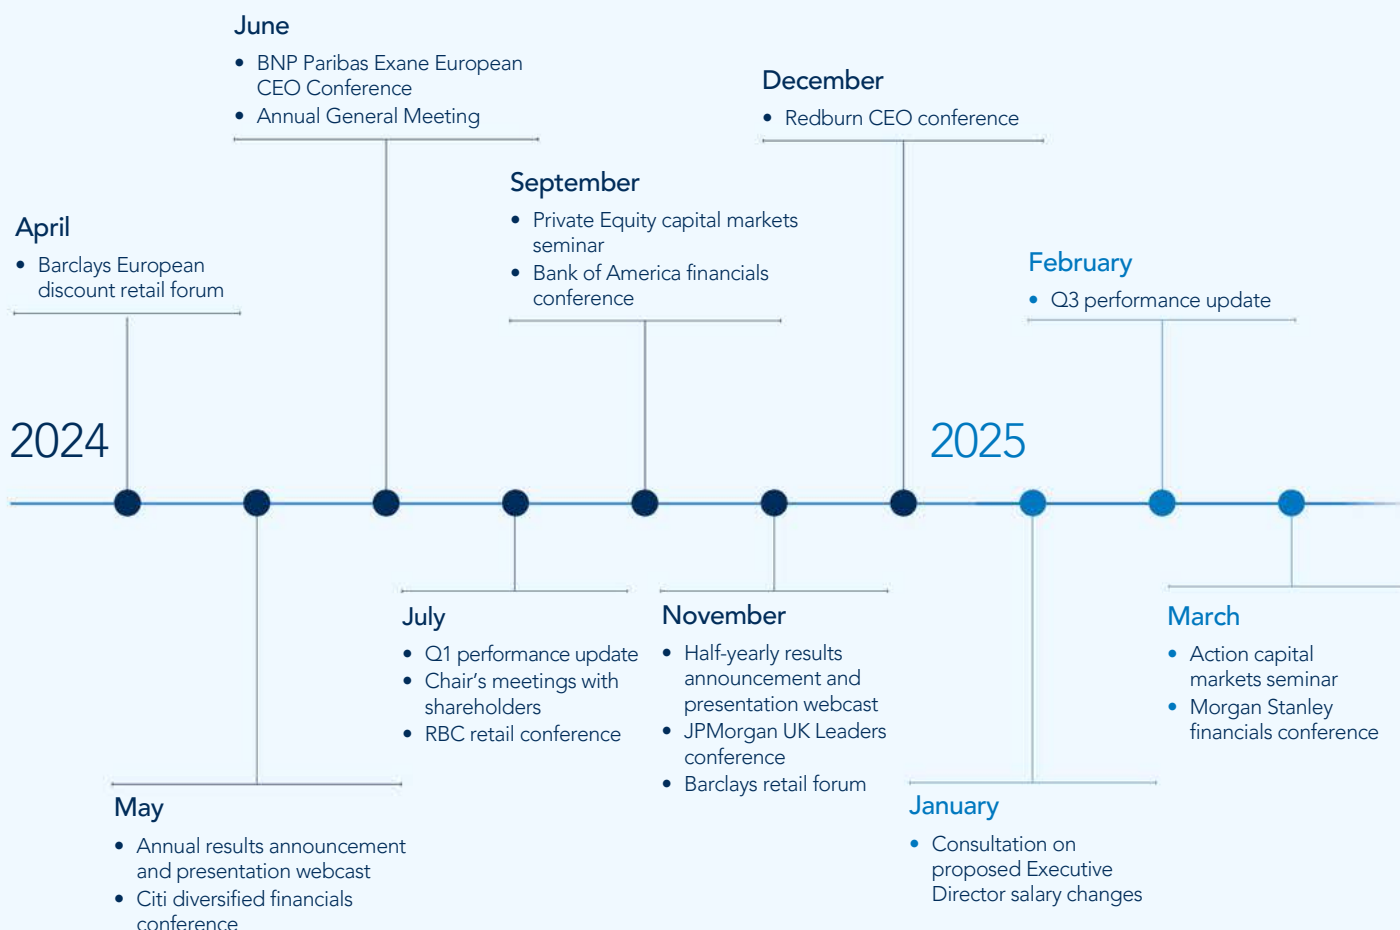 June
• BNP Paribas Exane European
CEO Conference
• Annual General Meeting
December
• Redburn CEO conference
September
• Private Equity capital markets
seminar
• Bank of America financials
conference
April
• Barclays European
discount retail forum
February
• Q3 performance update
2024
2025
July
• Q1 performance update
• Chair's meetings with
shareholders
• RBC retail conference
November
• Half-yearly results
announcement and
presentation webcast
• JPMorgan UK Leaders
conference
• Barclays retail forum
March
• Action capital
markets seminar
• Morgan Stanley
financials conference
May
• Annual results announcement
and presentation webcast
• Citi diversified financials
conference
January
• Consultation on
proposed Executive
Director salary changes